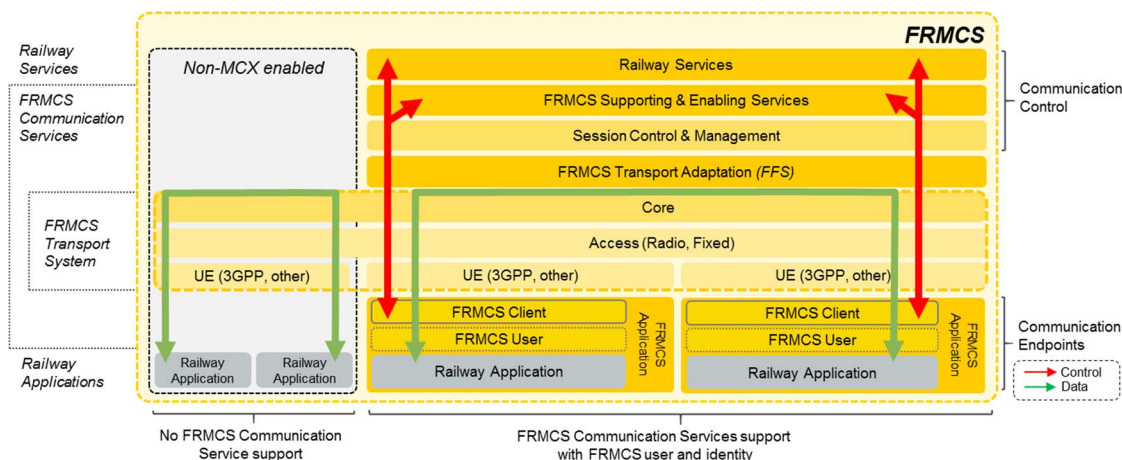 FRMCS
Railway
Services
Non-MCX enabled
Railway Services
Communication
Control
FRMCS
Communication
Services
FRMCS Supporting & Enabling Services
Session Control & Management
FRMCS Transport Adaptation (FFS)
FRMCS
Transport
System
Core
Access (Radio, Fixed)
UE (3GPP, other)
UE (3GPP, other)
UE (3GPP, other)
FRMCS Client
FRMCS User
Railway Application
FRMCS
Application
FRMCS Client
FRMCS User
Railway Application
FRMCS
Application
Communication
Endpoints
Railway
Applications
Railway
Application
Railway
Application
Control
Data
No FRMCS Communication
Service support
FRMCS Communication Services support
with FRMCS user and identity